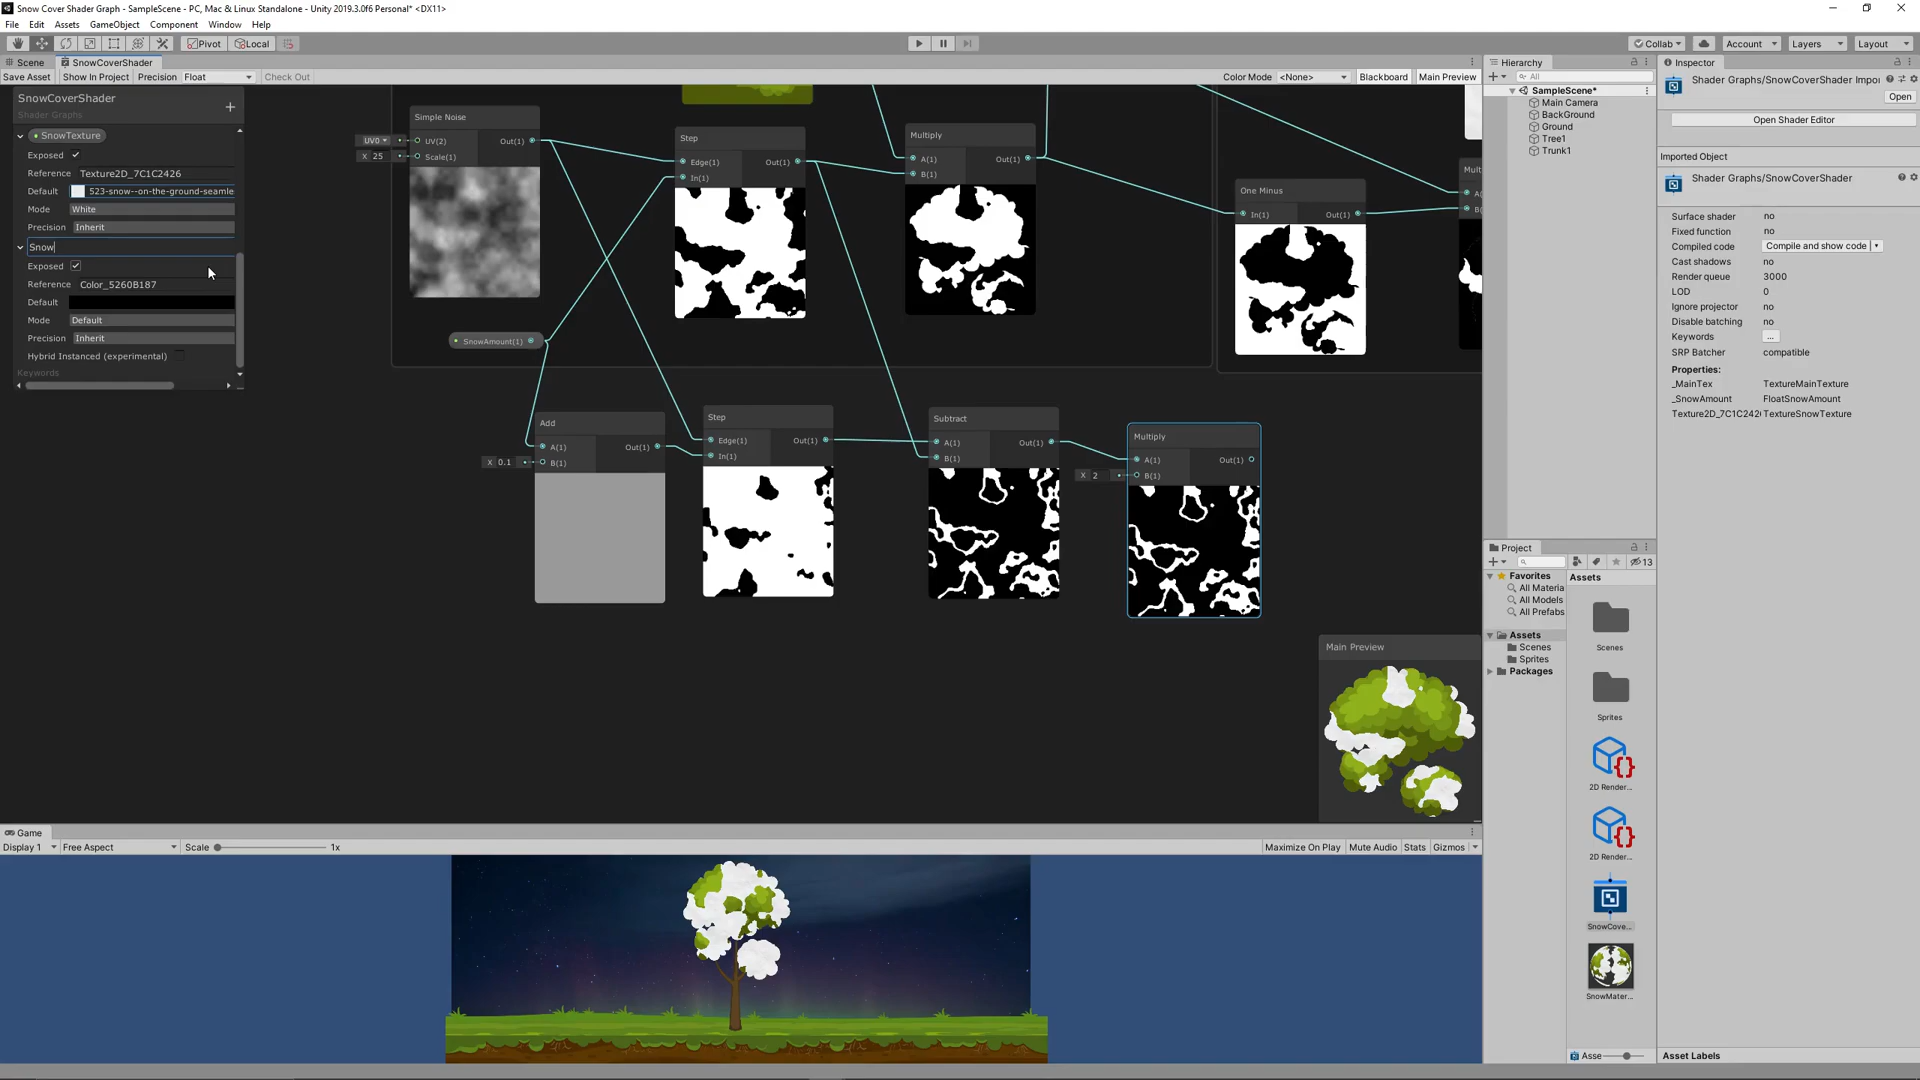 Snow Cover Shader Graph - SampleScene - PC, Mac & Linux Standalone - Unity 2019.3.0f6 Personal* <DX11>
File Edit Assets GameObject Component Window Help
Pivot Local Collab Account Layers Layout
Scene SnowCoverShader
Save Asset Show In Project Precision Float Check Out Color Mode <None> Blackboard Main Preview
SnowCoverShader
Shader Graphs
SnowTexture
Exposed
Reference Texture2D_7C1C2426
Default 523-snow--on-the-ground-seamle
Mode White
Precision Inherit
Snow
Exposed
Reference Color_5260B187
Default
Mode Default
Precision Inherit
Hybrid Instanced (experimental)
Keywords
Simple Noise
UV0 UV(2) Out(1)
X 25 Scale(1)
Step
Edge(1) Out(1)
In(1)
Multiply
A(1) Out(1)
B(1)
One Minus
In(1) Out(1)
SnowAmount(1)
Add
A(1) Out(1)
X 0.1 B(1)
Step
Edge(1) Out(1)
In(1)
Subtract
A(1) Out(1)
B(1)
Multiply
A(1) Out(1)
X 2 B(1)
Main Preview
Hierarchy
All
SampleScene*
Main Camera
BackGround
Ground
Tree1
Trunk1
Project
13
Favorites
All Materia
All Models
All Prefabs
Assets
Scenes
Sprites
Packages
Assets
Scenes
Sprites
2D Render...
2D Render...
SnowCove...
SnowMater...
Asse
Inspector
Shader Graphs/SnowCoverShader Impor
Open
Open Shader Editor
Imported Object
Shader Graphs/SnowCoverShader
Surface shader no
Fixed function no
Compiled code Compile and show code
Cast shadows no
Render queue 3000
LOD 0
Ignore projector no
Disable batching no
Keywords ...
SRP Batcher compatible
Properties:
_MainTex TextureMainTexture
_SnowAmount FloatSnowAmount
Texture2D_7C1C242 TextureSnowTexture
Asset Labels
Game
Display 1 Free Aspect Scale 1x Maximize On Play Mute Audio Stats Gizmos